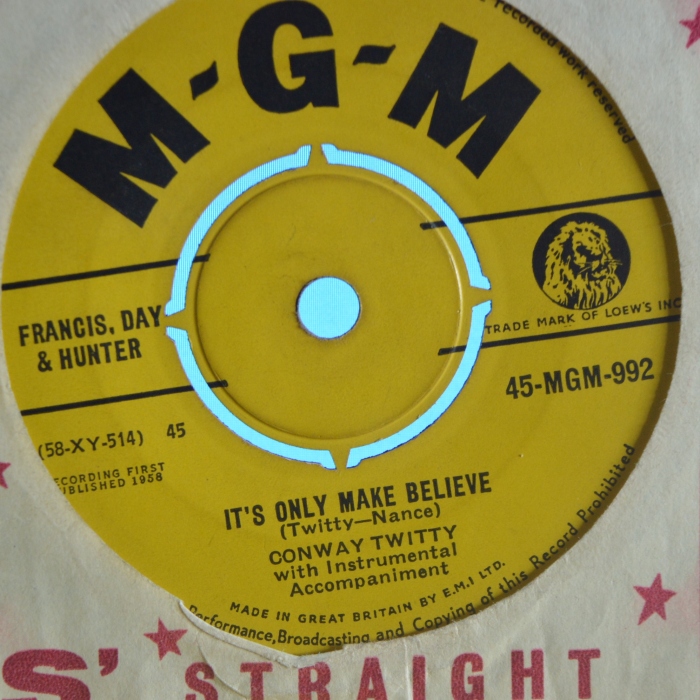 M-G-M
recorded work reserved
FRANCIS, DAY
& HUNTER
TRADE MARK OF LOEW'S INC
45-MGM-992
(58-XY-514) 45
ECORDING FIRST
UBLISHED 1958
IT'S ONLY MAKE BELIEVE
(Twitty—Nance)
CONWAY TWITTY
with Instrumental
Accompaniment
MADE IN GREAT BRITAIN BY E.M.I LTD.
Performance, Broadcasting and Copying of this Record Prohibited
S' STRAIGHT